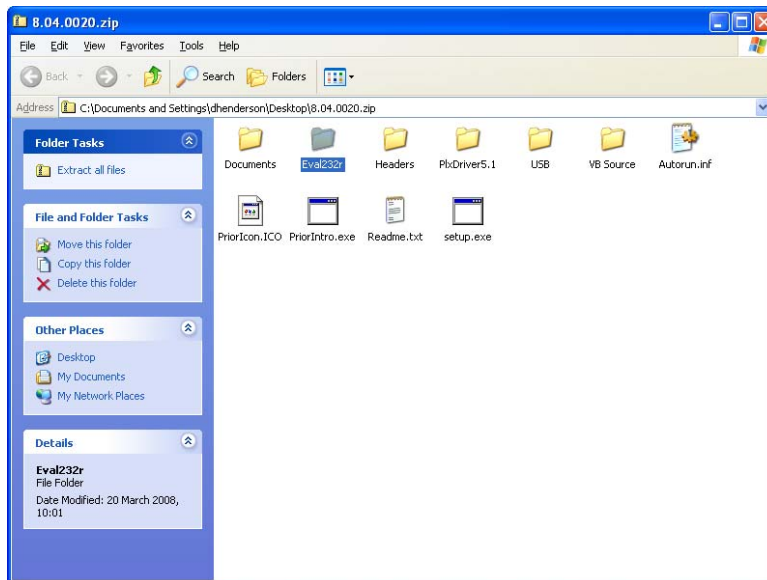 8.04.0020.zip
File Edit View Favorites Tools Help
Back Search Folders
Address C:\Documents and Settings\dhenderson\Desktop\8.04.0020.zip
Folder Tasks
Extract all files
File and Folder Tasks
Move this folder
Copy this folder
Delete this folder
Other Places
Desktop
My Documents
My Network Places
Details
Eval232r
File Folder
Date Modified: 20 March 2008,
10:01
Documents Eval232r Headers PlxDriver5.1 USB VB Source Autorun.inf
PriorIcon.ICO PriorIntro.exe Readme.txt setup.exe